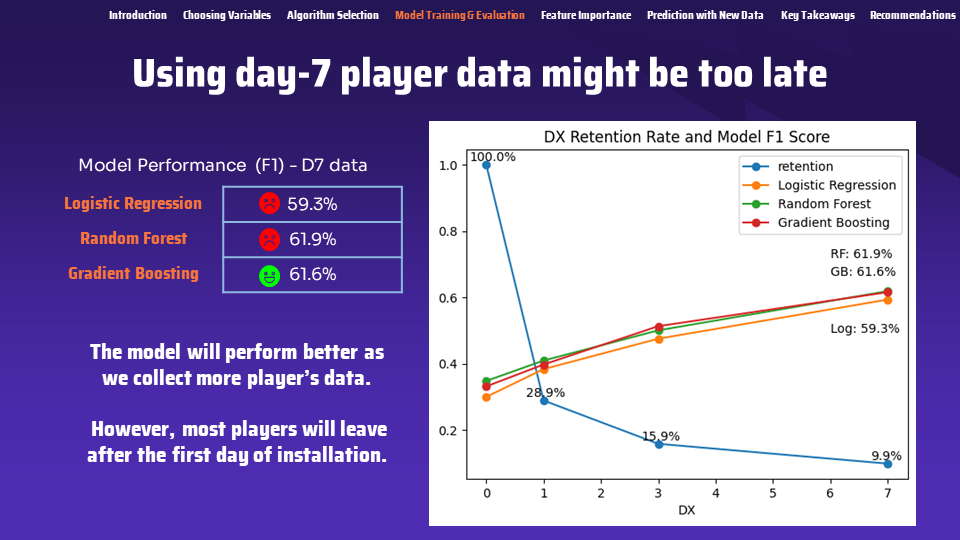 Introduction Choosing Variables Algorithm Selection Model Training & Evaluation Feature Importance Prediction with New Data Key Takeaways Recommendations
Using day-7 player data might be too late
Model Performance (F1) - D7 data
Logistic Regression 59.3%
Random Forest 61.9%
Gradient Boosting 61.6%
The model will perform better as
we collect more player's data.
However, most players will leave
after the first day of installation.
DX Retention Rate and Model F1 Score
100.0%
retention
Logistic Regression
Random Forest
Gradient Boosting
RF: 61.9%
GB: 61.6%
Log: 59.3%
28.9%
15.9%
9.9%
1.0
0.8
0.6
0.4
0.2
0 1 2 3 4 5 6 7
DX